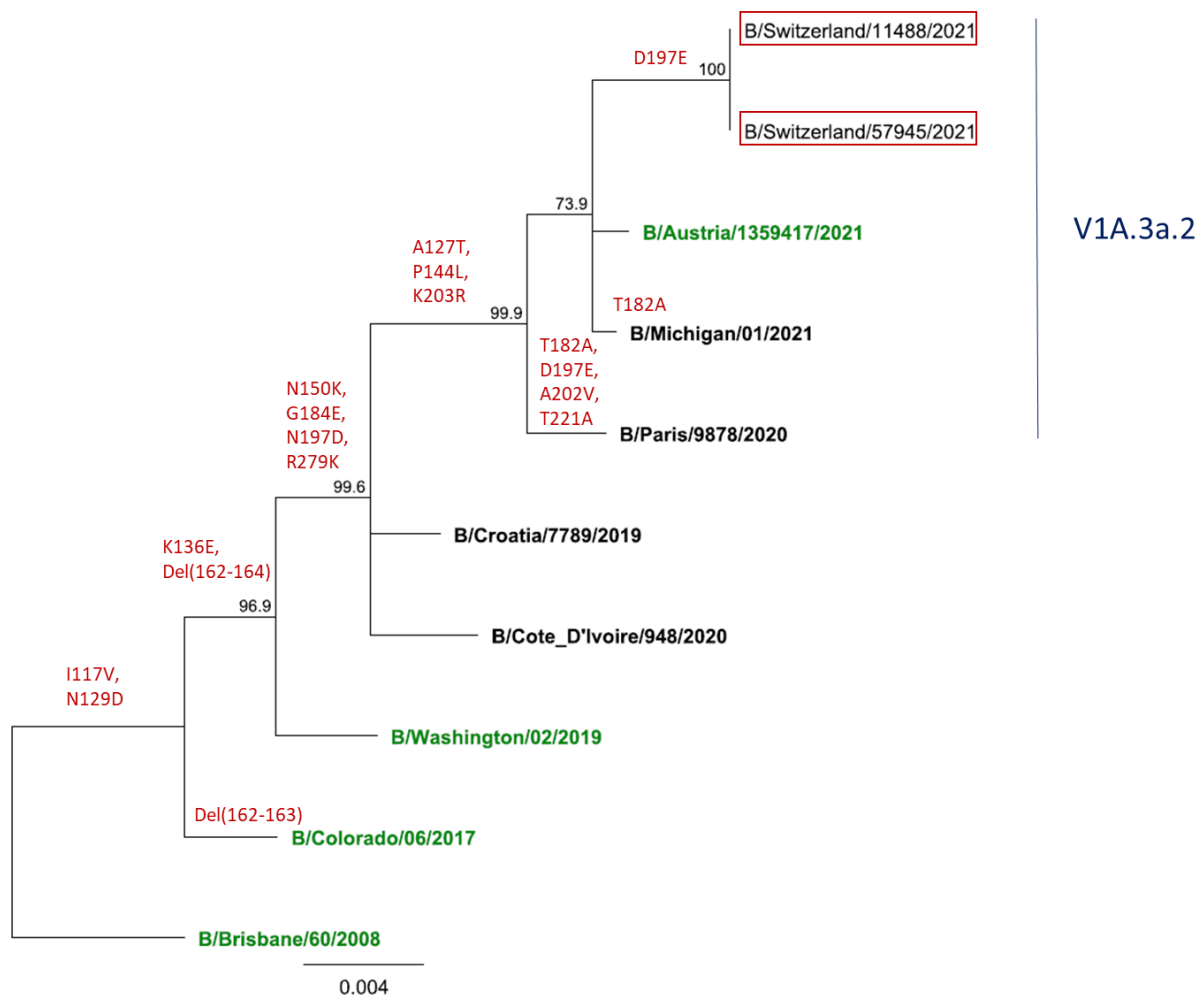 B/Switzerland/11488/2021
D197E
100
B/Switzerland/57945/2021
73.9
B/Austria/1359417/2021
V1A.3a.2
A127T,
P144L,
K203R
99.9
T182A
B/Michigan/01/2021
T182A,
D197E,
A202V,
T221A
B/Paris/9878/2020
N150K,
G184E,
N197D,
R279K
99.6
B/Croatia/7789/2019
K136E,
Del(162-164)
96.9
B/Cote_D'Ivoire/948/2020
I117V,
N129D
B/Washington/02/2019
Del(162-163)
B/Colorado/06/2017
B/Brisbane/60/2008
0.004